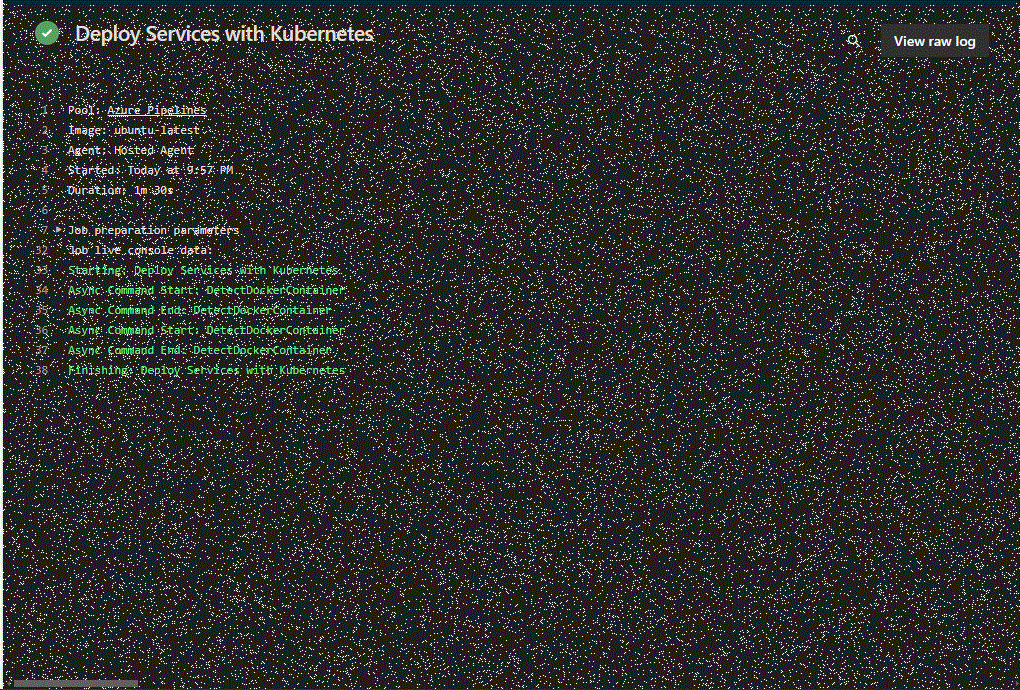 Deploy Services with Kubernetes
View raw log
1 Pool: Azure Pipelines
2 Image: ubuntu-latest
3 Agent: Hosted Agent
4 Started: Today at 9:57 PM
5 Duration: 1m 30s
6
7 Job preparation parameters
32 Job live console data:
33 Starting: Deploy Services with Kubernetes
34 Async Command Start: DetectDockerContainer
35 Async Command End: DetectDockerContainer
36 Async Command Start: DetectDockerContainer
37 Async Command End: DetectDockerContainer
38 Finishing: Deploy Services with Kubernetes